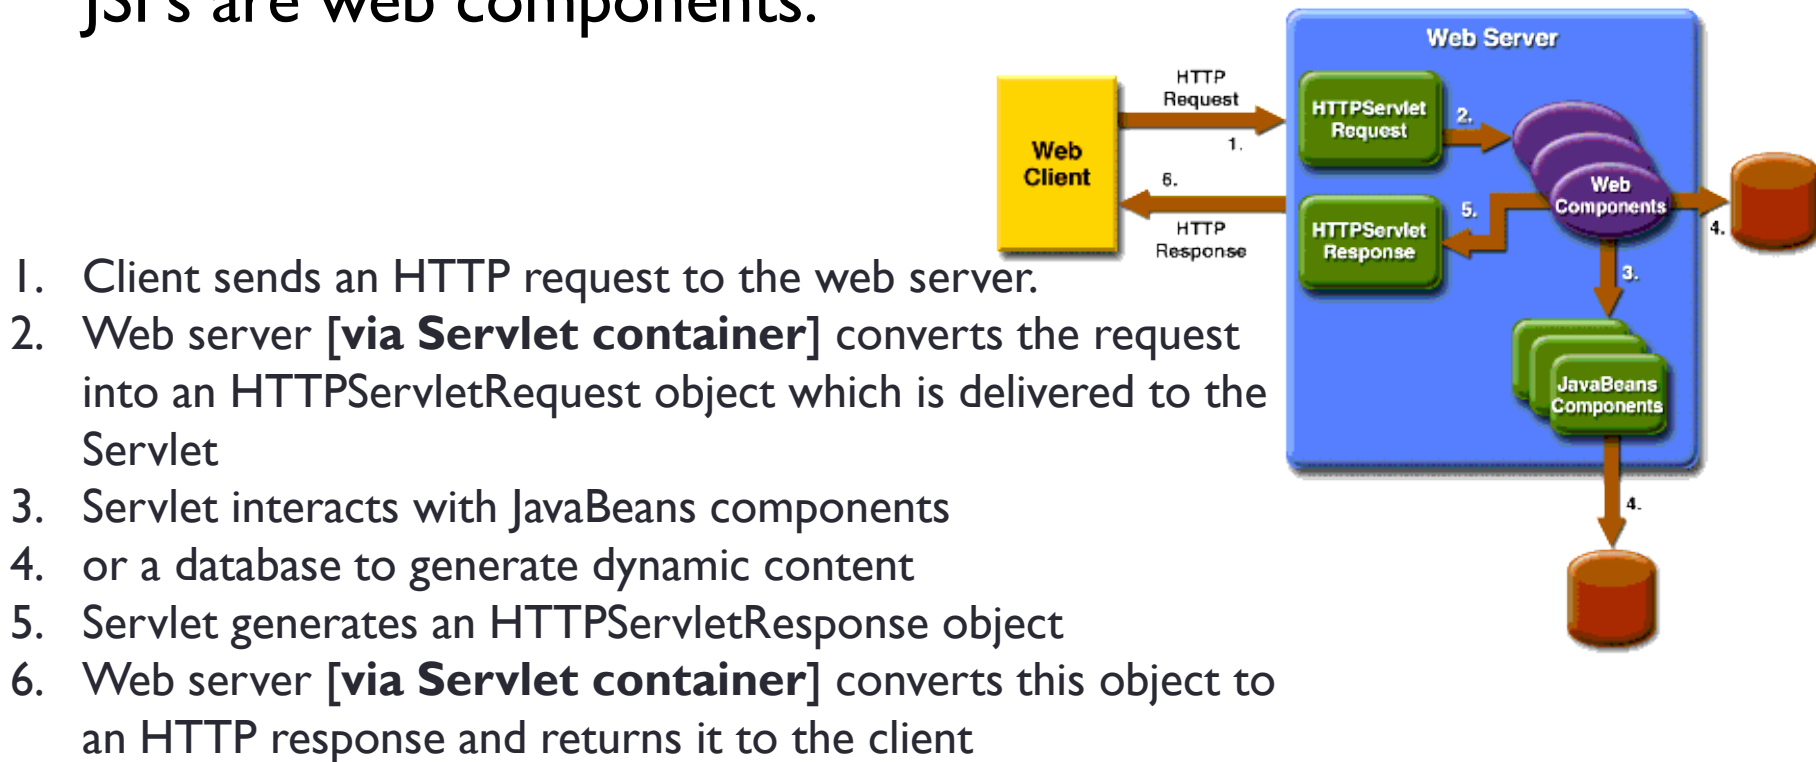 JSPs are web components.
Web Server
HTTP
Request
1.
HTTPServlet
Request
2.
Web
Client
6.
HTTP
Response
HTTPServlet
Response
5.
Web
Components
4.
3.
JavaBeans
Components
4.
1. Client sends an HTTP request to the web server.
2. Web server [via Servlet container] converts the request
into an HTTPServletRequest object which is delivered to the
Servlet
3. Servlet interacts with JavaBeans components
4. or a database to generate dynamic content
5. Servlet generates an HTTPServletResponse object
6. Web server [via Servlet container] converts this object to
an HTTP response and returns it to the client